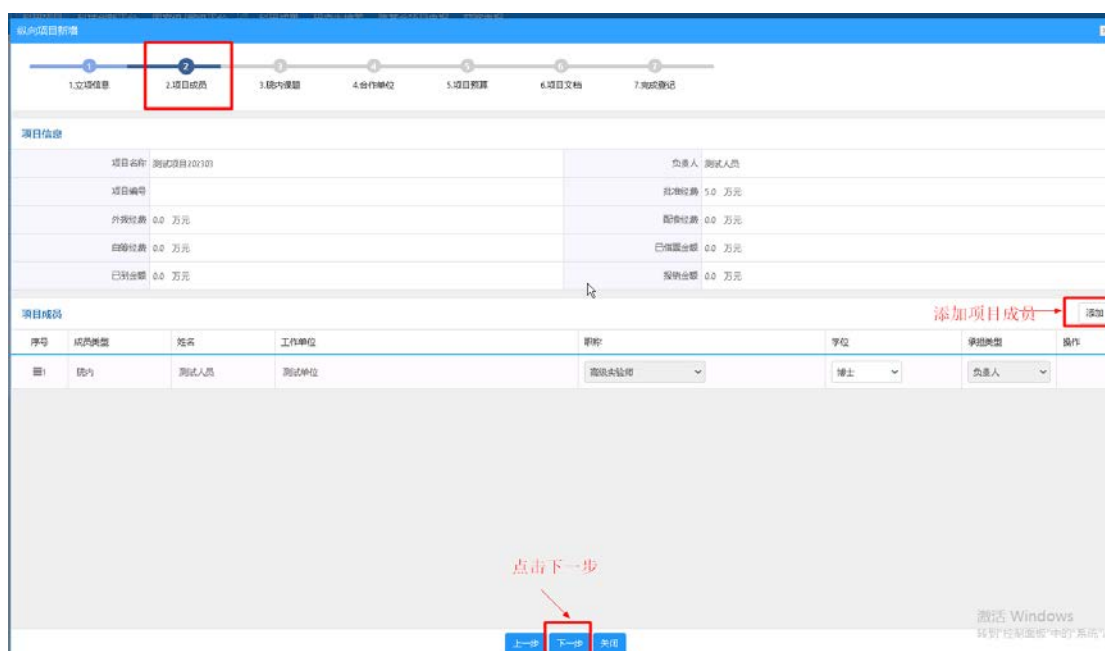 纵向项目新增
1 2 3 4 5 6 7
1.立项信息 2.项目成员 3.院内课题 4.合作单位 5.项目预算 6.项目文档 7.完成登记
项目信息
项目名称 测试项目202103 负责人 测试人员
项目编号 批准经费 5.0 万元
外拨经费 0.0 万元 配套经费 0.0 万元
自筹经费 0.0 万元 已借票金额 0.0 万元
已到金额 0.0 万元 报销金额 0.0 万元
项目成员 添加项目成员 添加
序号 成员类型 姓名 工作单位 职称 学位 承担类型 操作
1 院内 测试人员 测试单位 高级实验师 博士 负责人
点击下一步
上一步 下一步 关闭
激活 Windows
转到"控制面板"中的"系统"